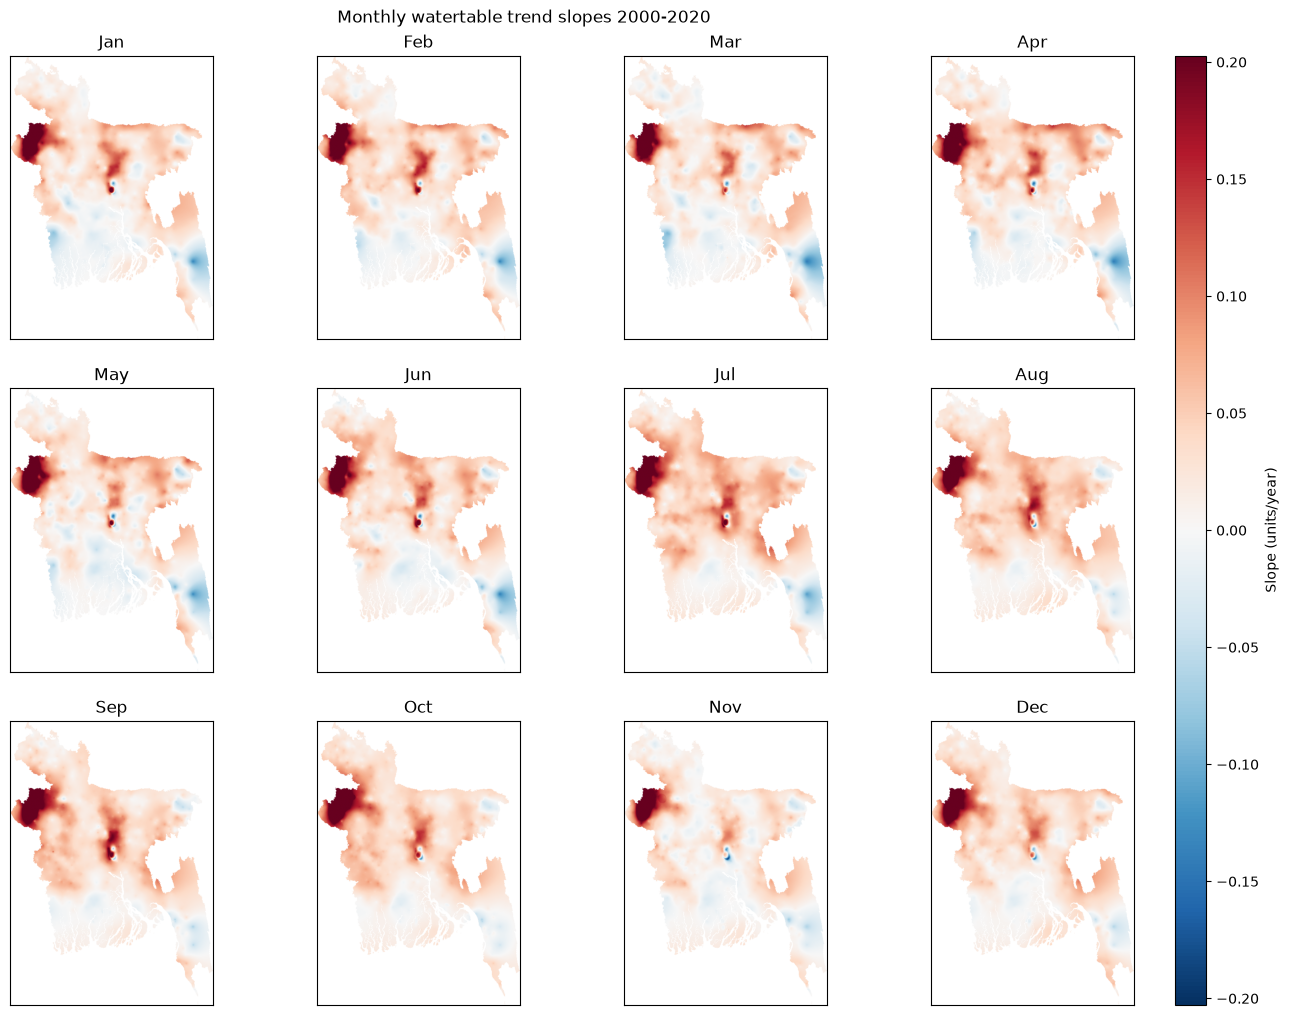 Monthly watertable trend slopes 2000-2020
Jan
Feb
Mar
Apr
May
Jun
Jul
Aug
Sep
Oct
Nov
Dec
0.20
0.15
0.10
0.05
0.00
−0.05
−0.10
−0.15
−0.20
Slope (units/year)